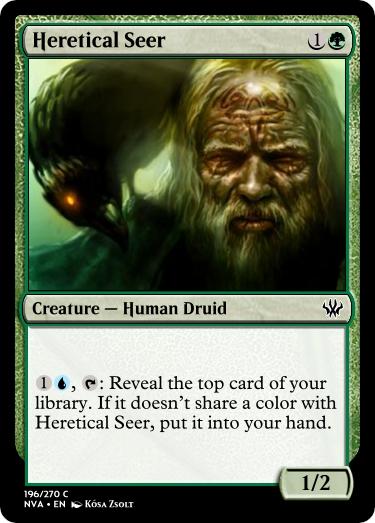 Heretical Seer 1
Creature — Human Druid
1, : Reveal the top card of your
library. If it doesn't share a color with
Heretical Seer, put it into your hand.
1/2
196/270 C
NVA • EN Kósa Zsolt